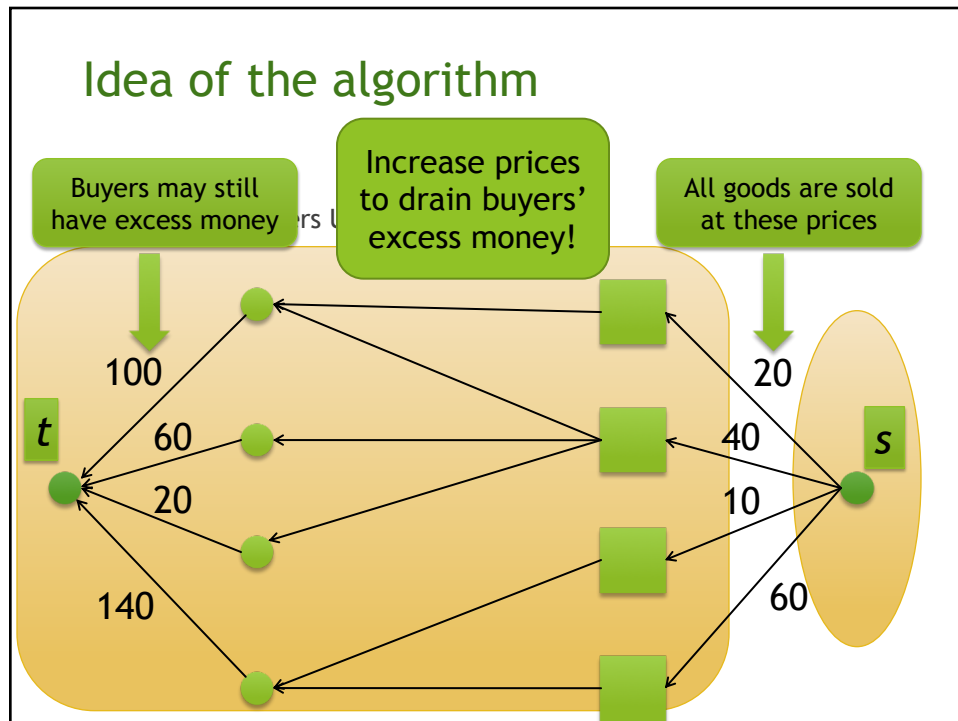 Idea of the algorithm
Buyers may still
have excess money
Increase prices
to drain buyers’
excess money!
All goods are sold
at these prices
100
20
t
60
40
s
20
10
140
60